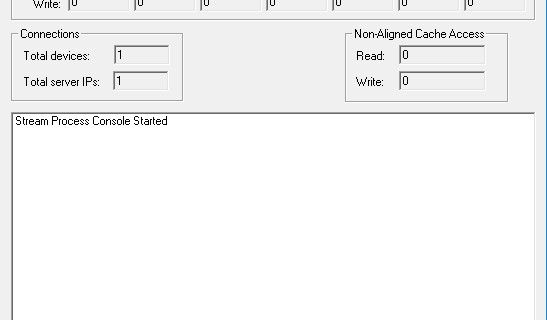 Write: 0 0 0 0 0 0 0
Connections
Non-Aligned Cache Access
Total devices: 1
Read: 0
Total server IPs: 1
Write: 0
Stream Process Console Started